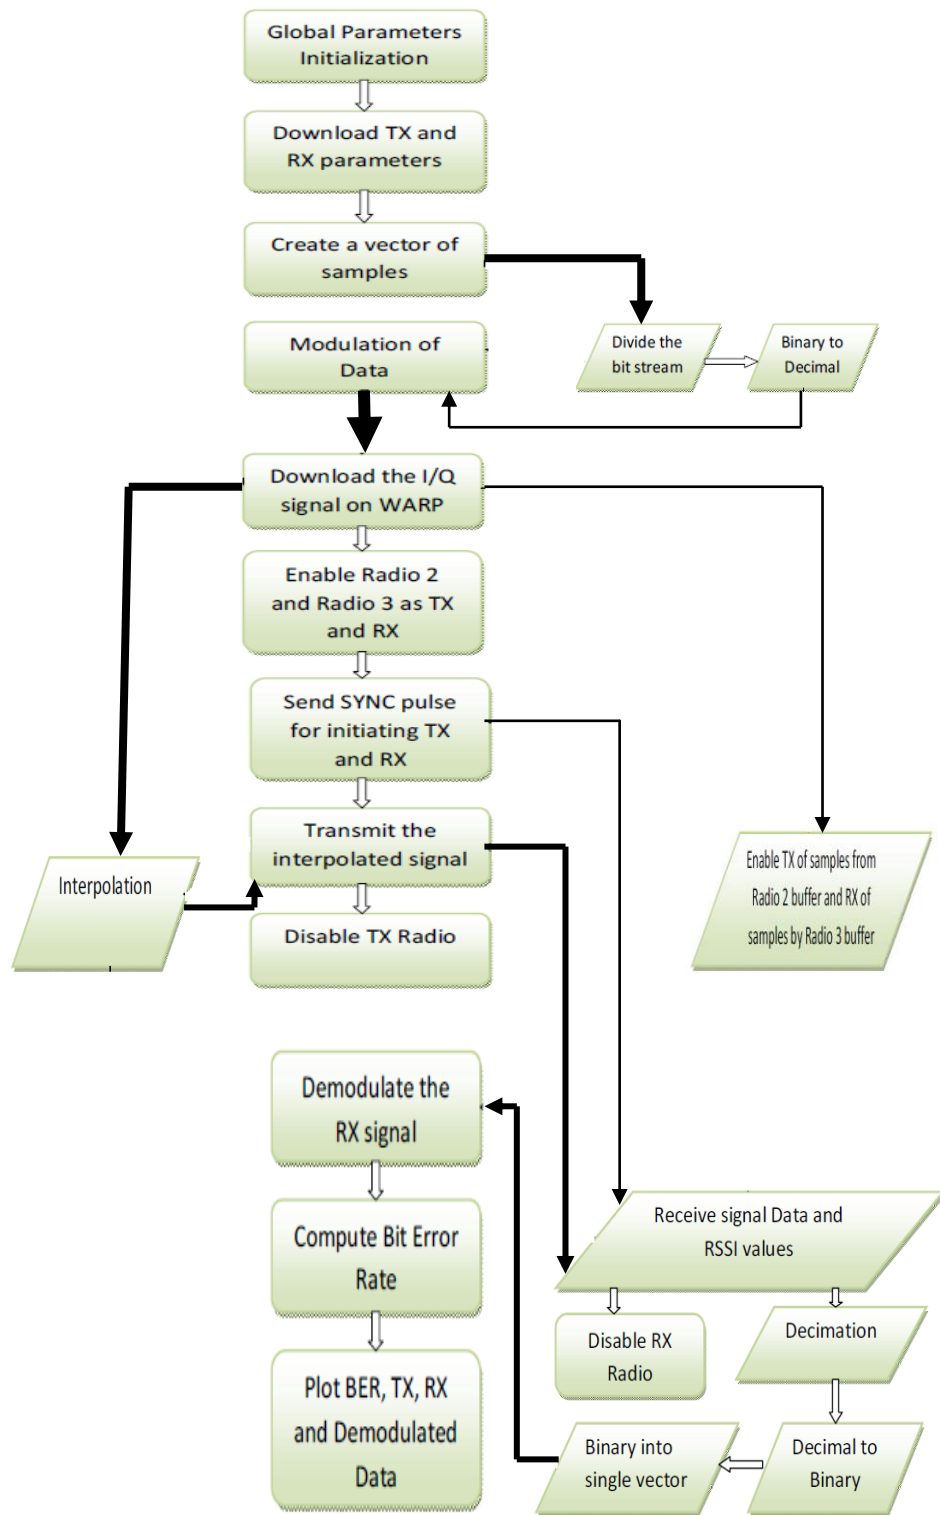 Global Parameters
Initialization
Download TX and
RX parameters
Create a vector of
samples
Modulation of
Data
Divide the
bit stream
Binary to
Decimal
Download the I/Q
signal on WARP
Enable Radio 2
and Radio 3 as TX
and RX
Send SYNC pulse
for initiating TX
and RX
Transmit the
interpolated signal
Interpolation
Enable TX of samples from
Radio 2 buffer and RX of
samples by Radio 3 buffer
Disable TX Radio
Demodulate the
RX signal
Compute Bit Error
Rate
Plot BER, TX, RX
and Demodulated
Data
Receive signal Data and
RSSI values
Disable RX
Radio
Decimation
Decimal to
Binary
Binary into
single vector